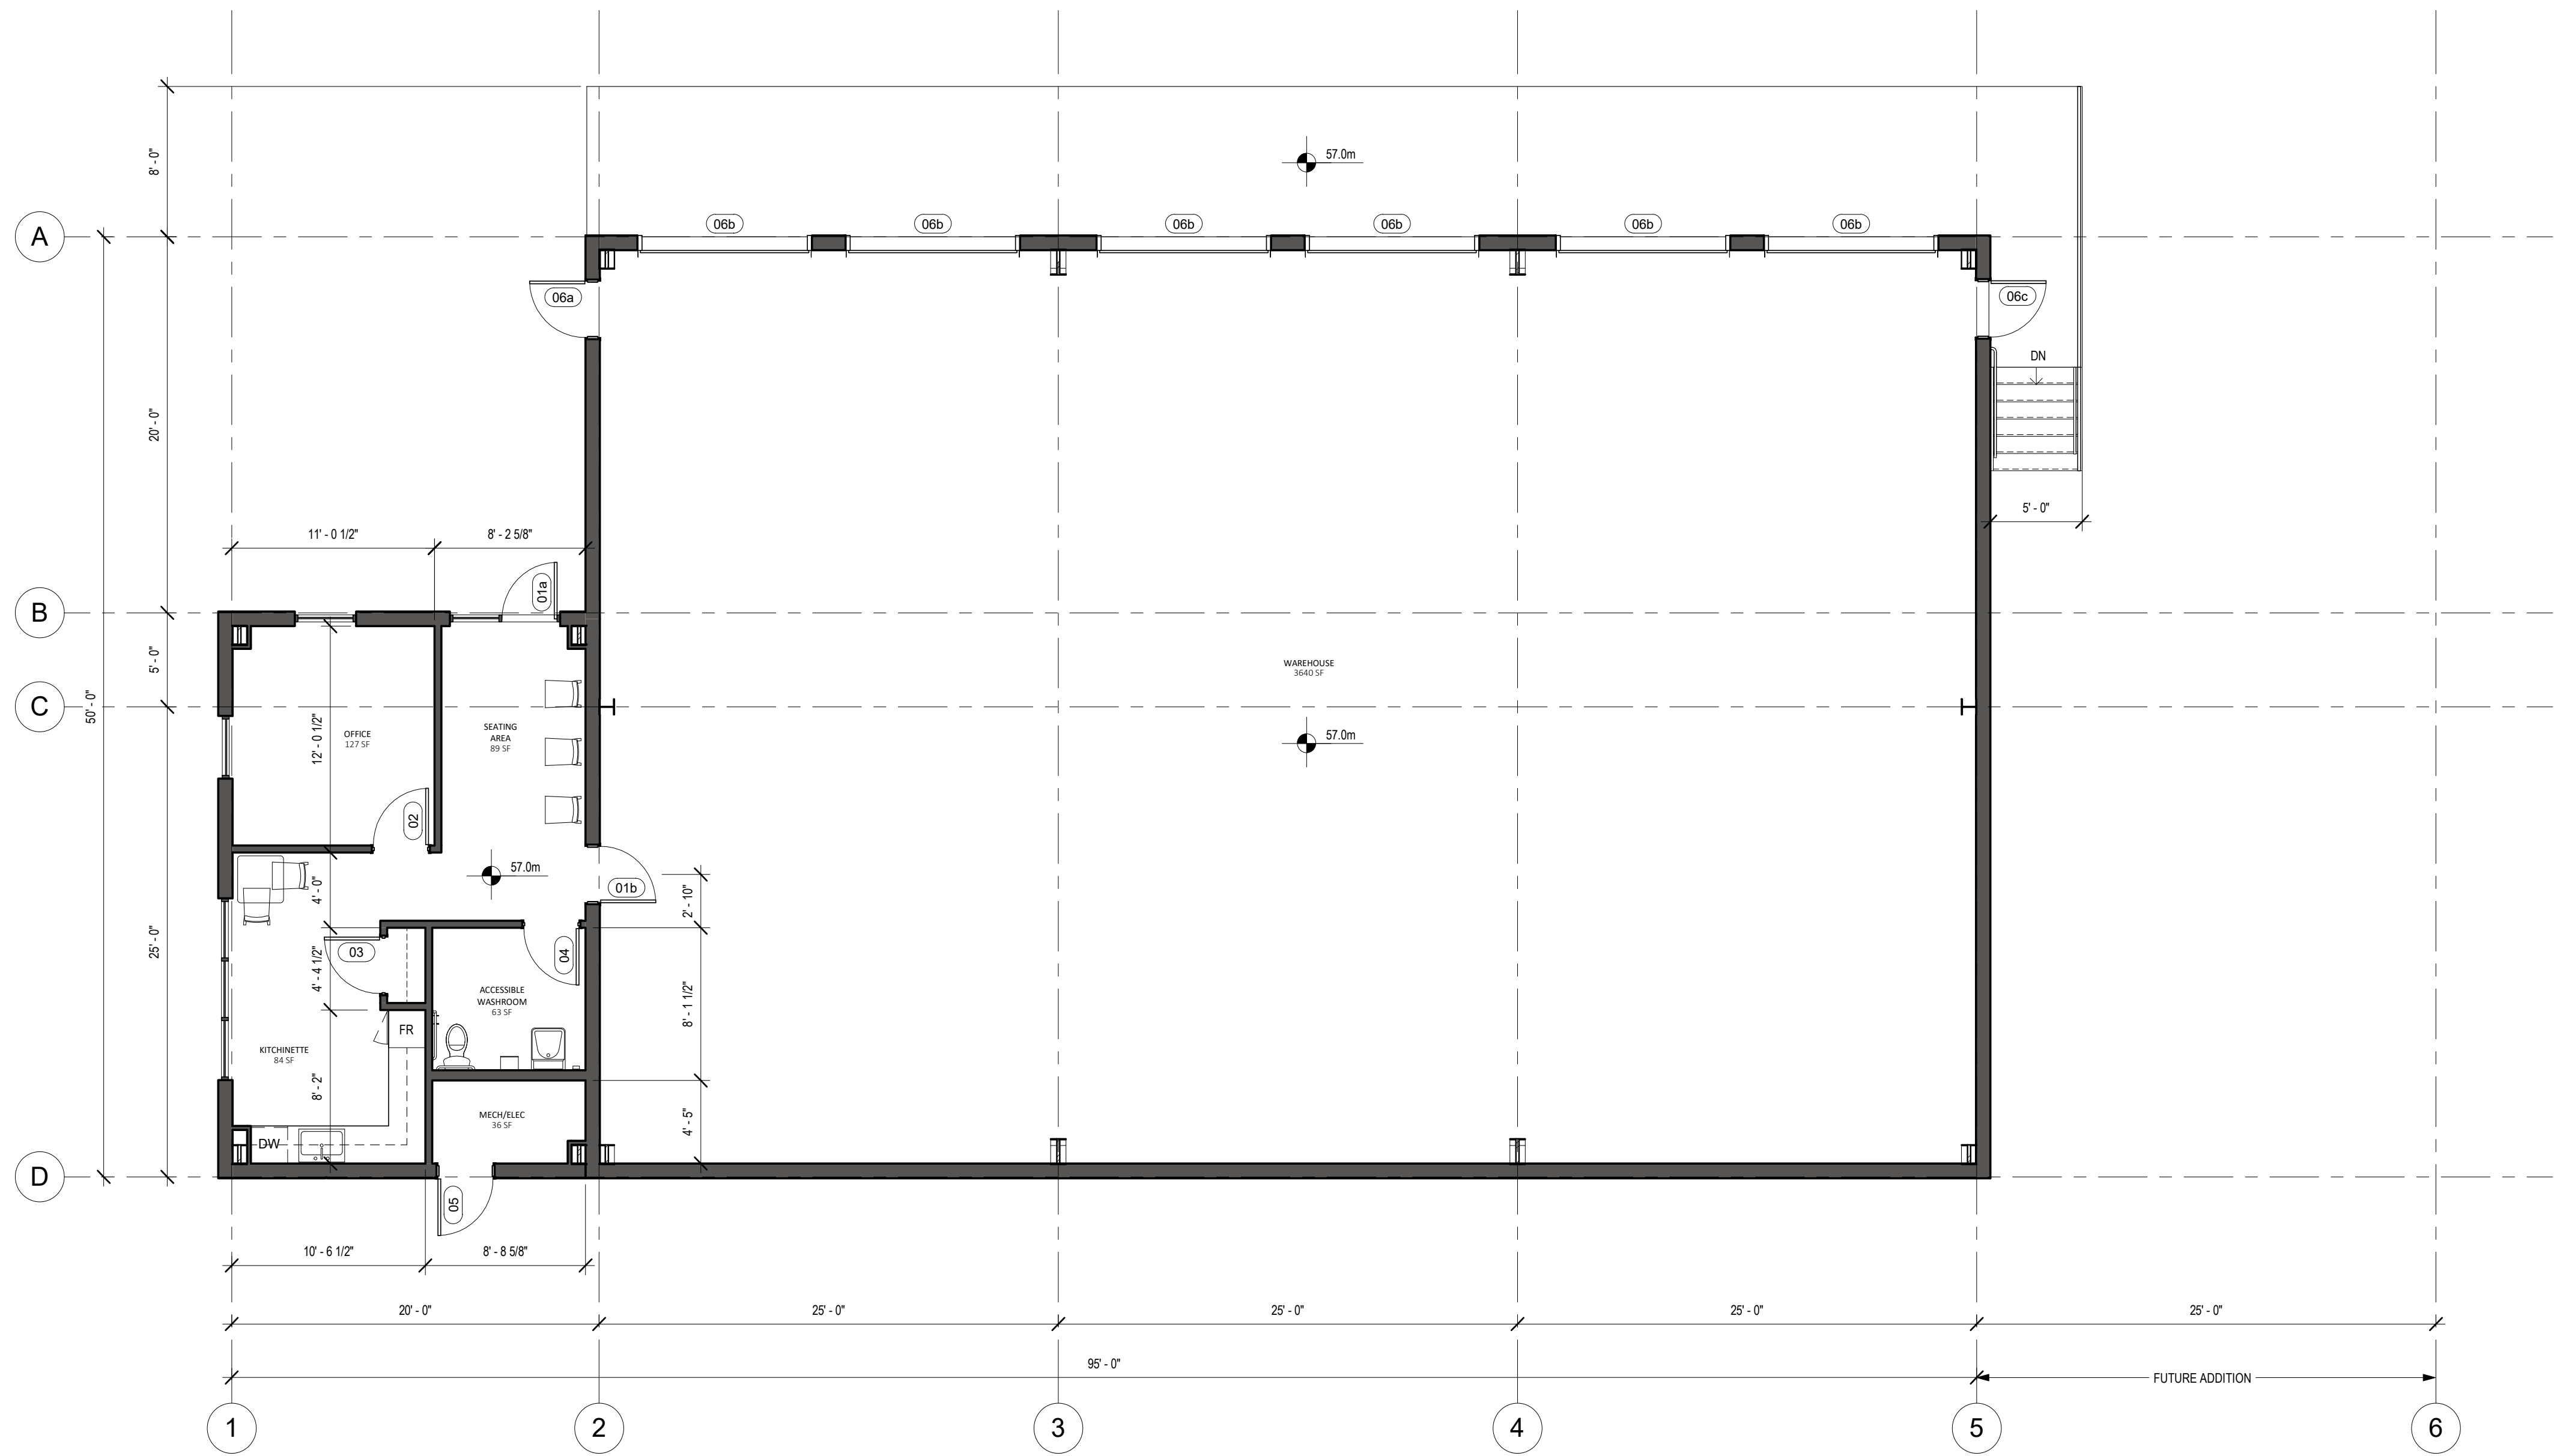 8' - 0"
57.0m
A
06b
06b
06b
06b
06b
06b
06a
06c
DN
20' - 0"
5' - 0"
11' - 0 1/2"
8' - 2 5/8"
01a
B
5' - 0"
50' - 0"
C
WAREHOUSE
3640 SF
57.0m
OFFICE
127 SF
12' - 0 1/2"
SEATING
AREA
89 SF
02
57.0m
01b
4' - 0"
2' - 10"
25' - 0"
03
04
4' - 4 1/2"
ACCESSIBLE
WASHROOM
63 SF
8' - 1 1/2"
FR
KITCHINETTE
84 SF
8' - 2"
MECH/ELEC
36 SF
4' - 5"
DW
D
05
10' - 6 1/2"
8' - 8 5/8"
20' - 0"
25' - 0"
25' - 0"
25' - 0"
25' - 0"
95' - 0"
FUTURE ADDITION
1
2
3
4
5
6